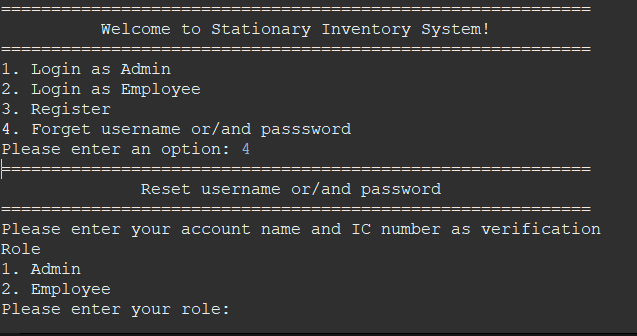 ===========================================================
Welcome to Stationary Inventory System!
===========================================================
1. Login as Admin
2. Login as Employee
3. Register
4. Forget username or/and passsword
Please enter an option: 4
===========================================================
Reset username or/and password
===========================================================
Please enter your account name and IC number as verification
Role
1. Admin
2. Employee
Please enter your role: